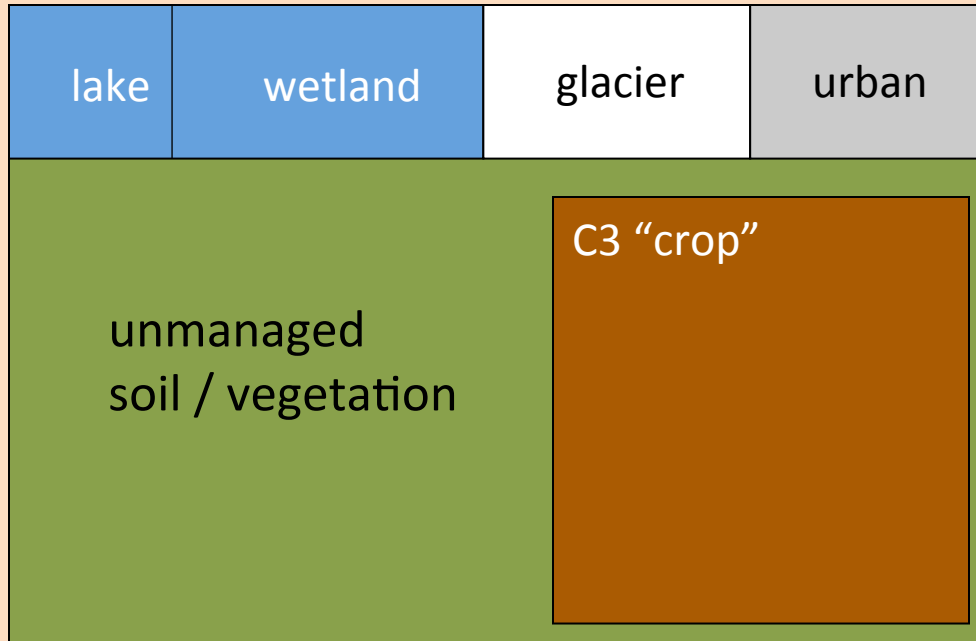 lake
wetland
glacier
urban
C3 “crop”
unmanaged
soil / vegetation